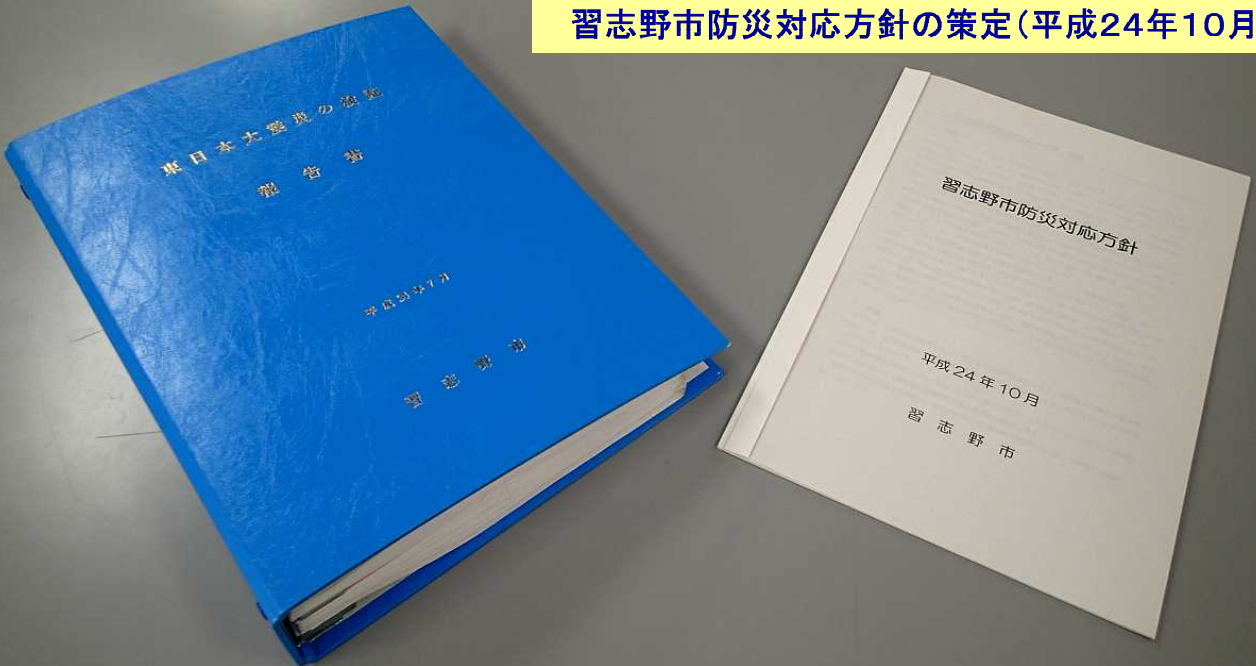 習志野市防災対応方針の策定(平成24年10月
東日本大震災の検証
報告書
習志野市
習志野市防災対応方針
平成24年10月
習志野市